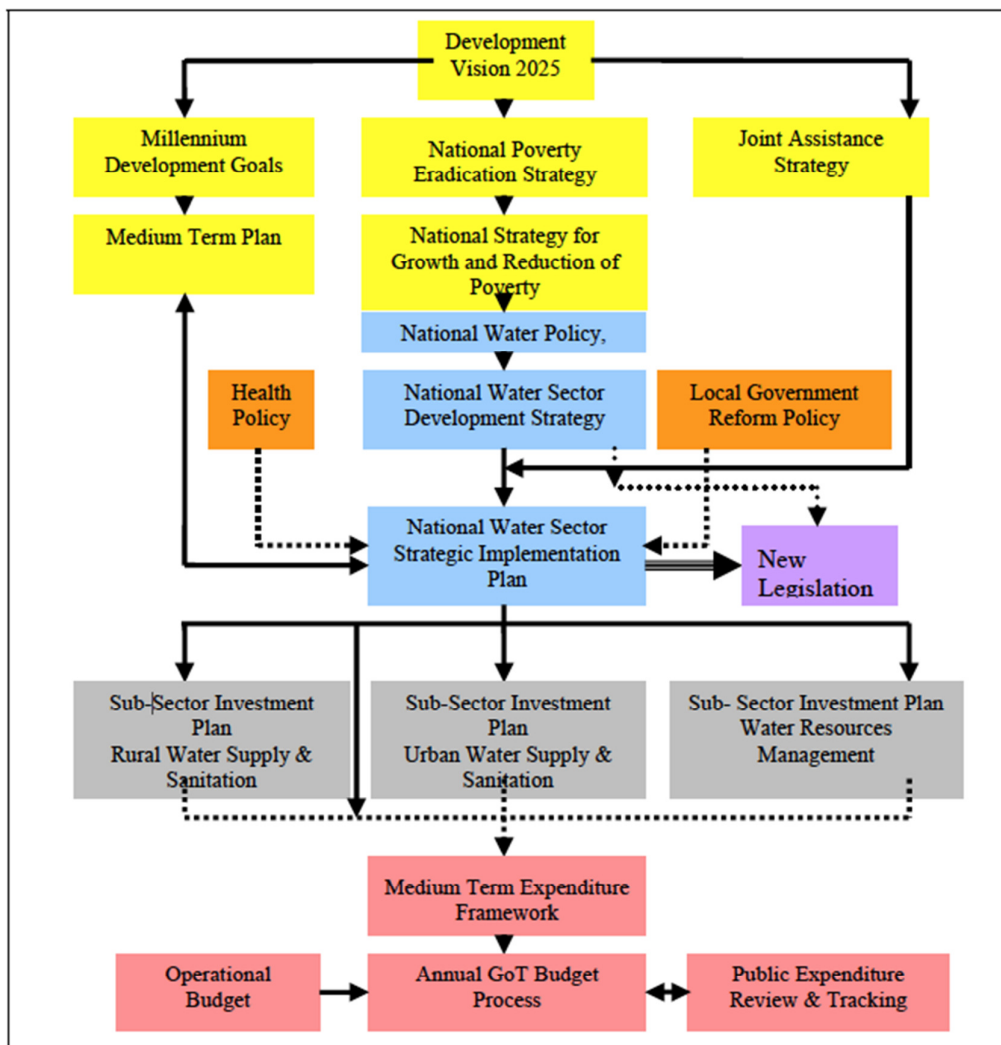 Development
Vision 2025
Millennium
Development Goals
National Poverty
Eradication Strategy
Joint Assistance
Strategy
Medium Term Plan
National Strategy for
Growth and Reduction of
Poverty
National Water Policy,
Health
Policy
National Water Sector
Development Strategy
Local Government
Reform Policy
National Water Sector
Strategic Implementation
Plan
New
Legislation
Sub-Sector Investment
Plan
Rural Water Supply &
Sanitation
Sub-Sector Investment
Plan
Urban Water Supply &
Sanitation
Sub- Sector Investment Plan
Water Resources
Management
Medium Term Expenditure
Framework
Operational
Budget
Annual GoT Budget
Process
Public Expenditure
Review & Tracking